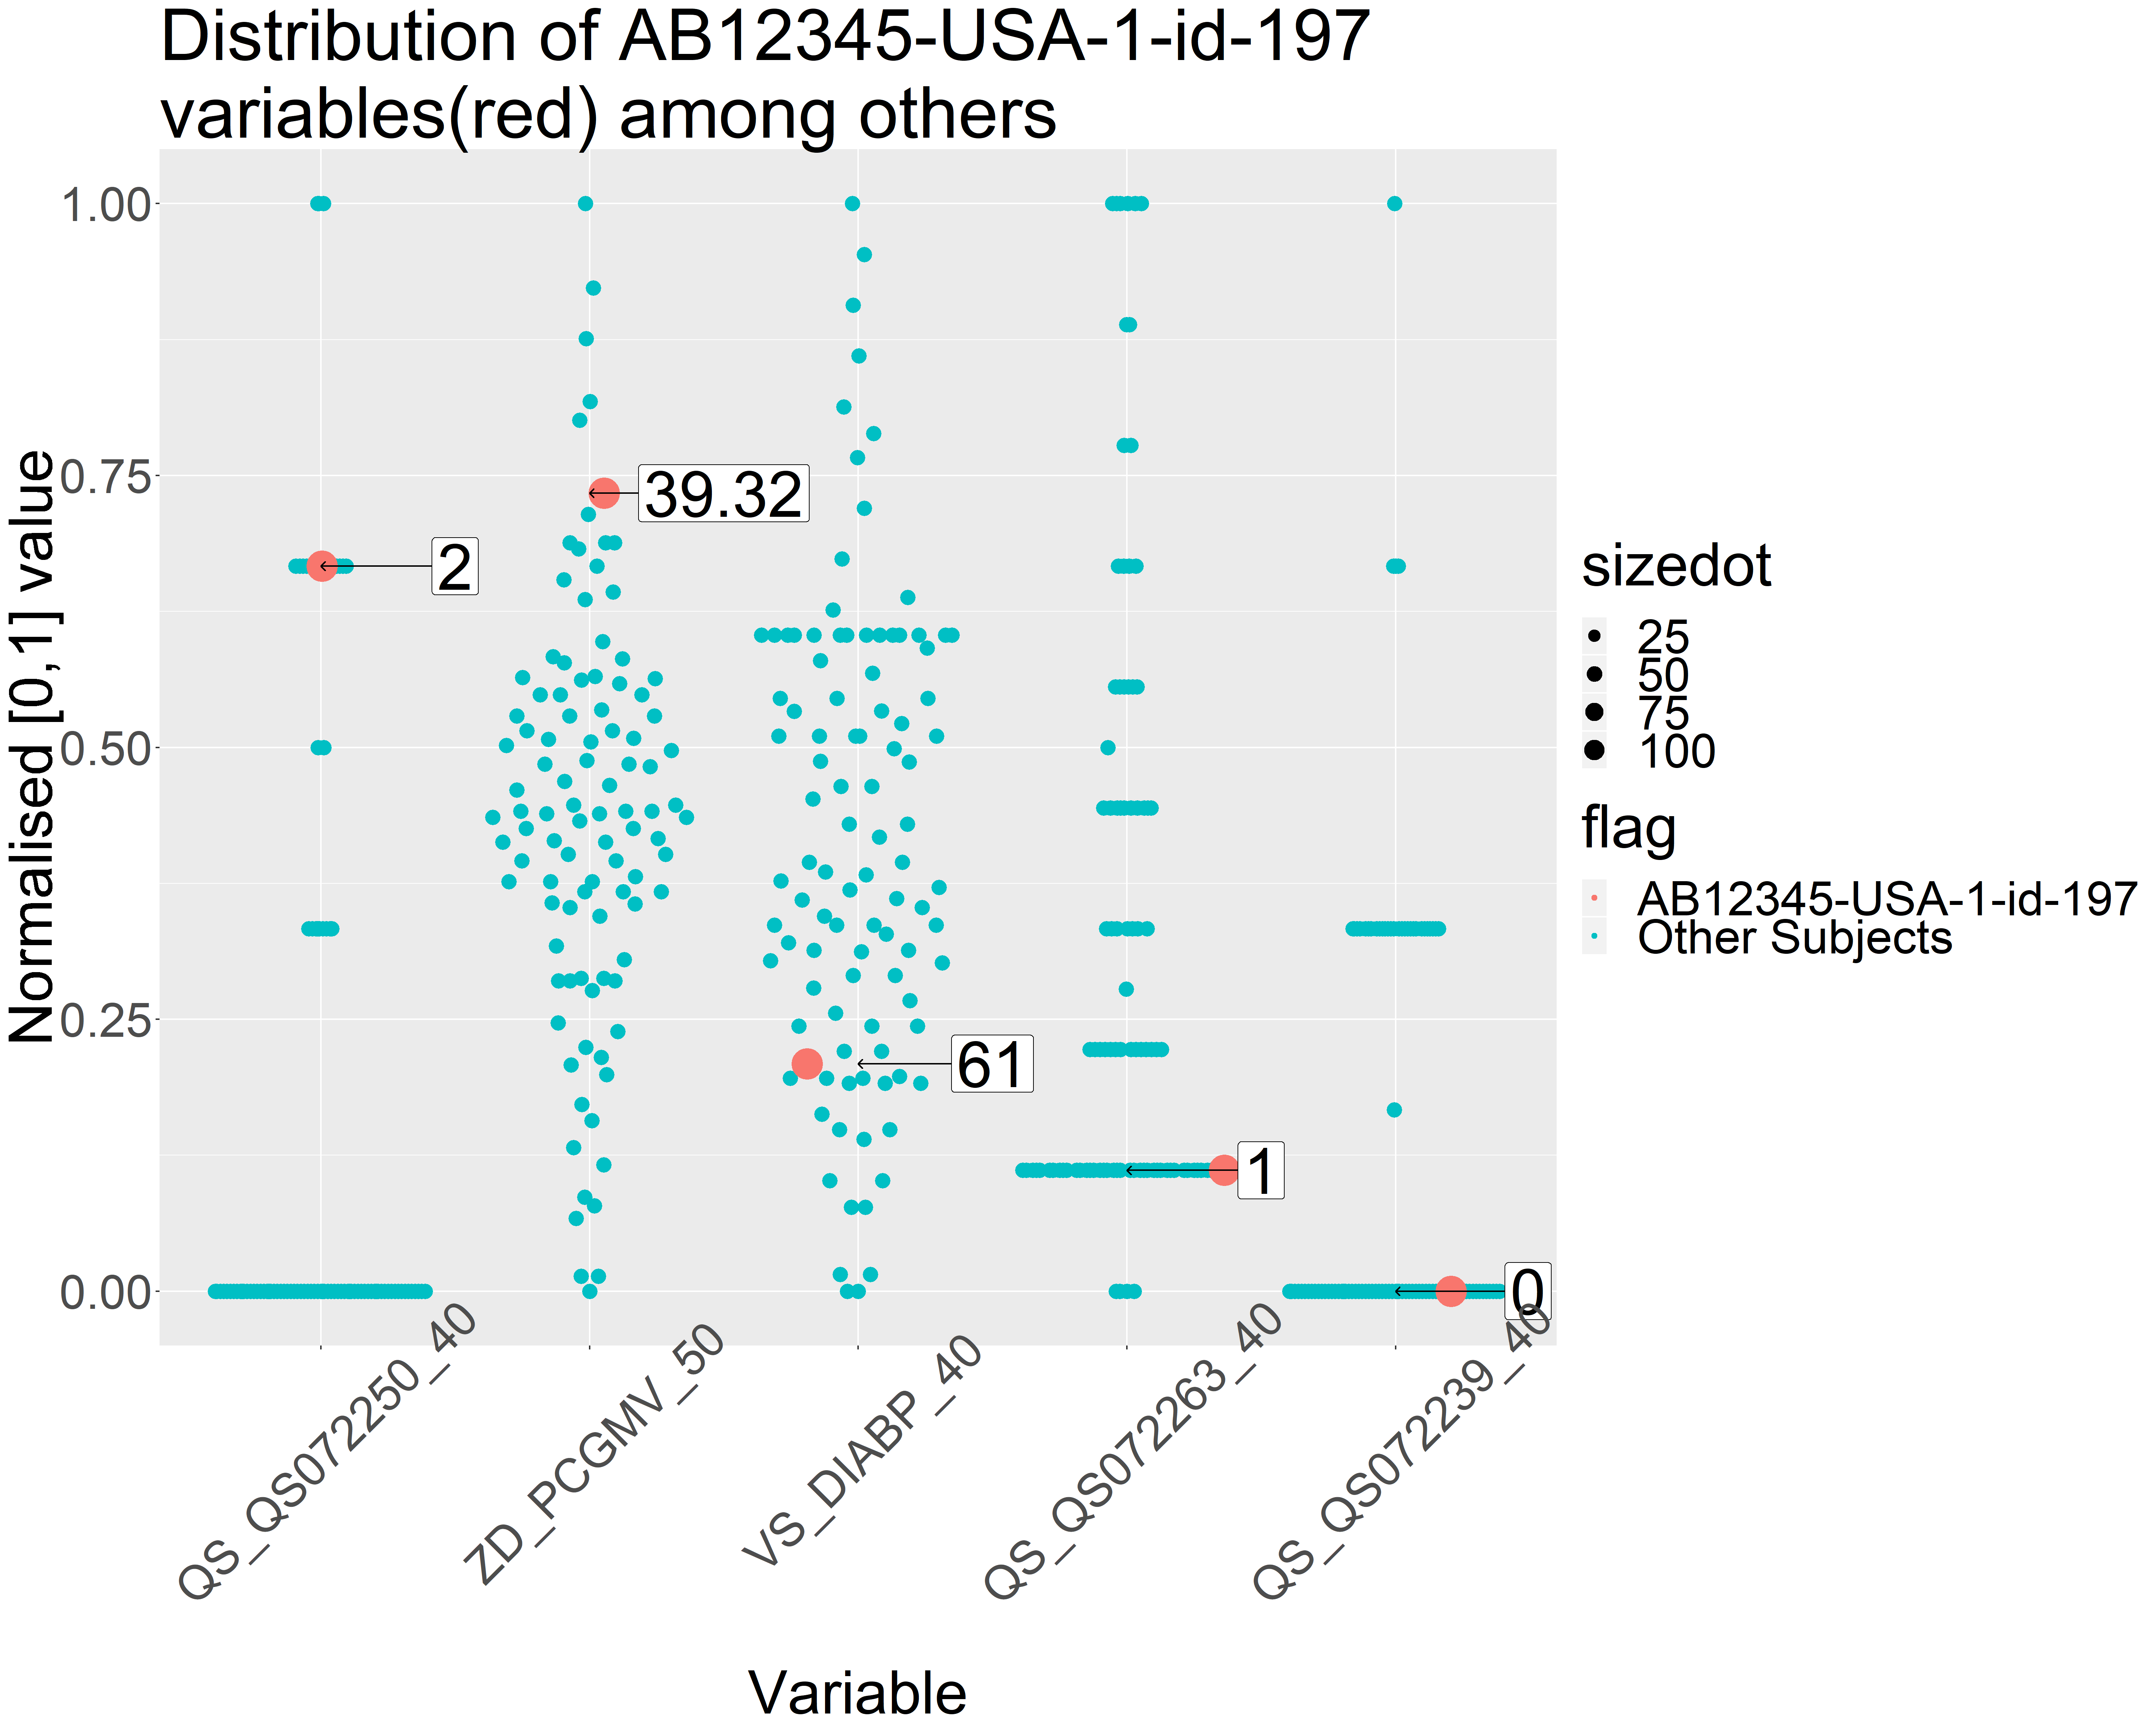 Distribution of AB12345-USA-1-id-197
variables(red) among others
Normalised [0,1] value
1.00
0.75
0.50
0.25
0.00
2
39.32
61
1
0
QS_QS072250_40
ZD_PCGMV_50
VS_DIABP_40
QS_QS072263_40
QS_QS072239_40
Variable
sizedot
25
50
75
100
flag
AB12345-USA-1-id-197
Other Subjects